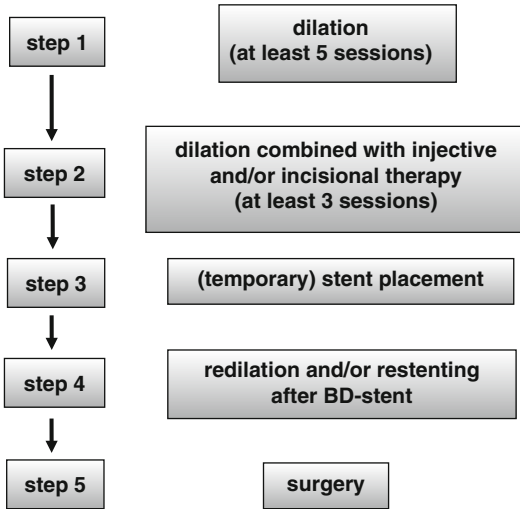 step 1
dilation
(at least 5 sessions)
step 2
dilation combined with injective
and/or incisional therapy
(at least 3 sessions)
step 3
(temporary) stent placement
step 4
redilation and/or restenting
after BD-stent
step 5
surgery